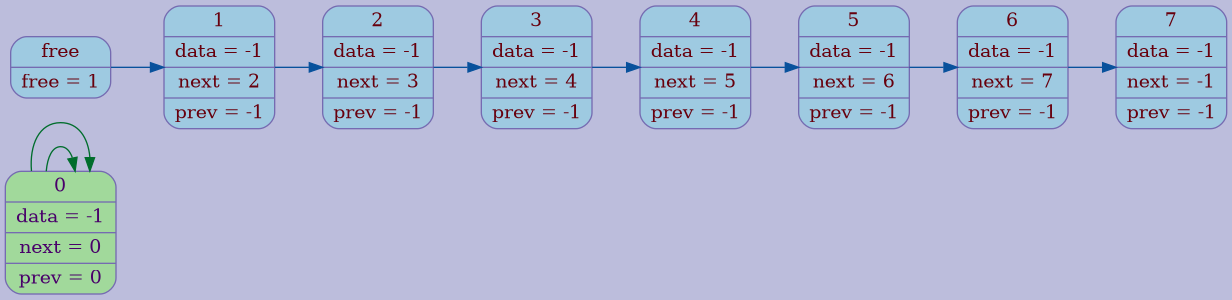 free
free = 1
1
data = -1
next = 2
prev = -1
2
data = -1
next = 3
prev = -1
3
data = -1
next = 4
prev = -1
4
data = -1
next = 5
prev = -1
5
data = -1
next = 6
prev = -1
6
data = -1
next = 7
prev = -1
7
data = -1
next = -1
prev = -1
0
data = -1
next = 0
prev = 0